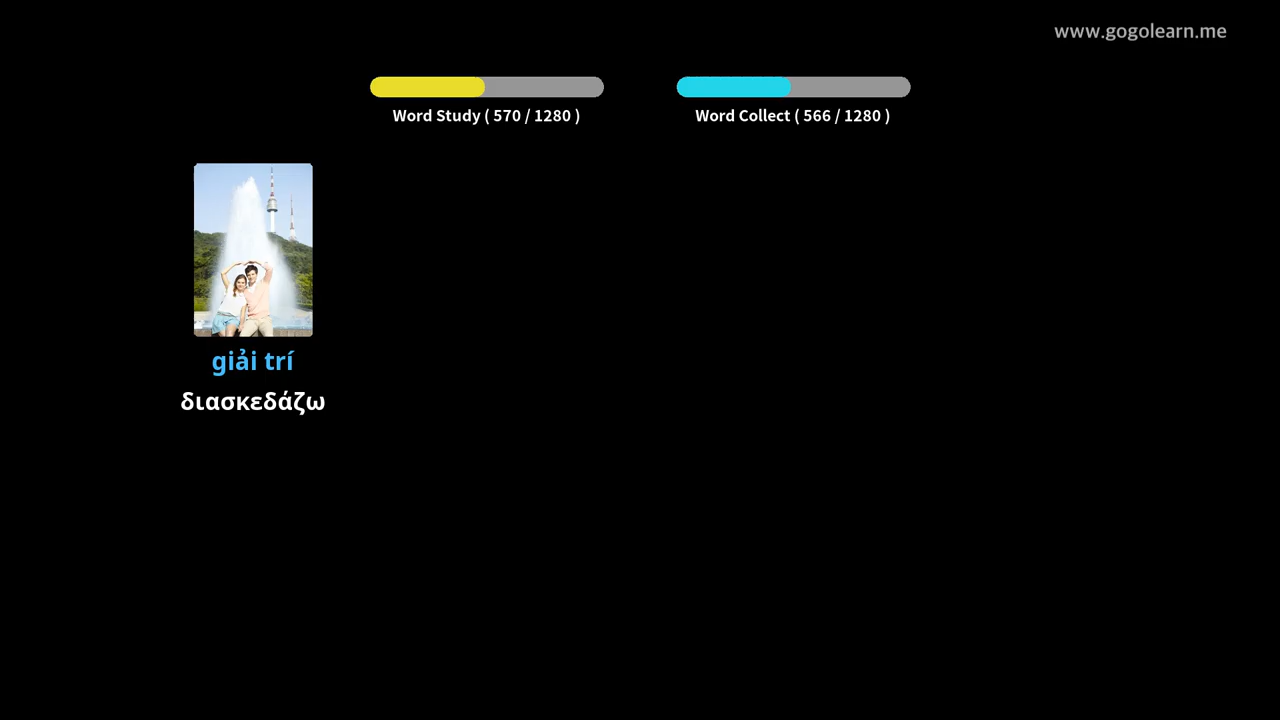 www.gogolearn.me
Word Study ( 570 / 1280 )
Word Collect ( 566 / 1280 )
giải trí
διασκεδάζω